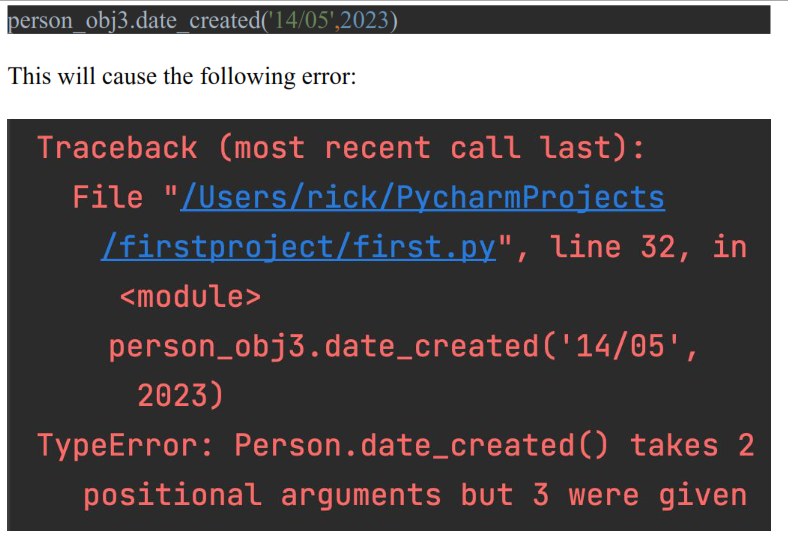 person_obj3.date_created('14/05',2023)
This will cause the following error:
Traceback (most recent call last):
File "/Users/rick/PycharmProjects
/firstproject/first.py", line 32, in
<module>
person_obj3.date_created('14/05',
2023)
TypeError: Person.date_created() takes 2
positional arguments but 3 were given